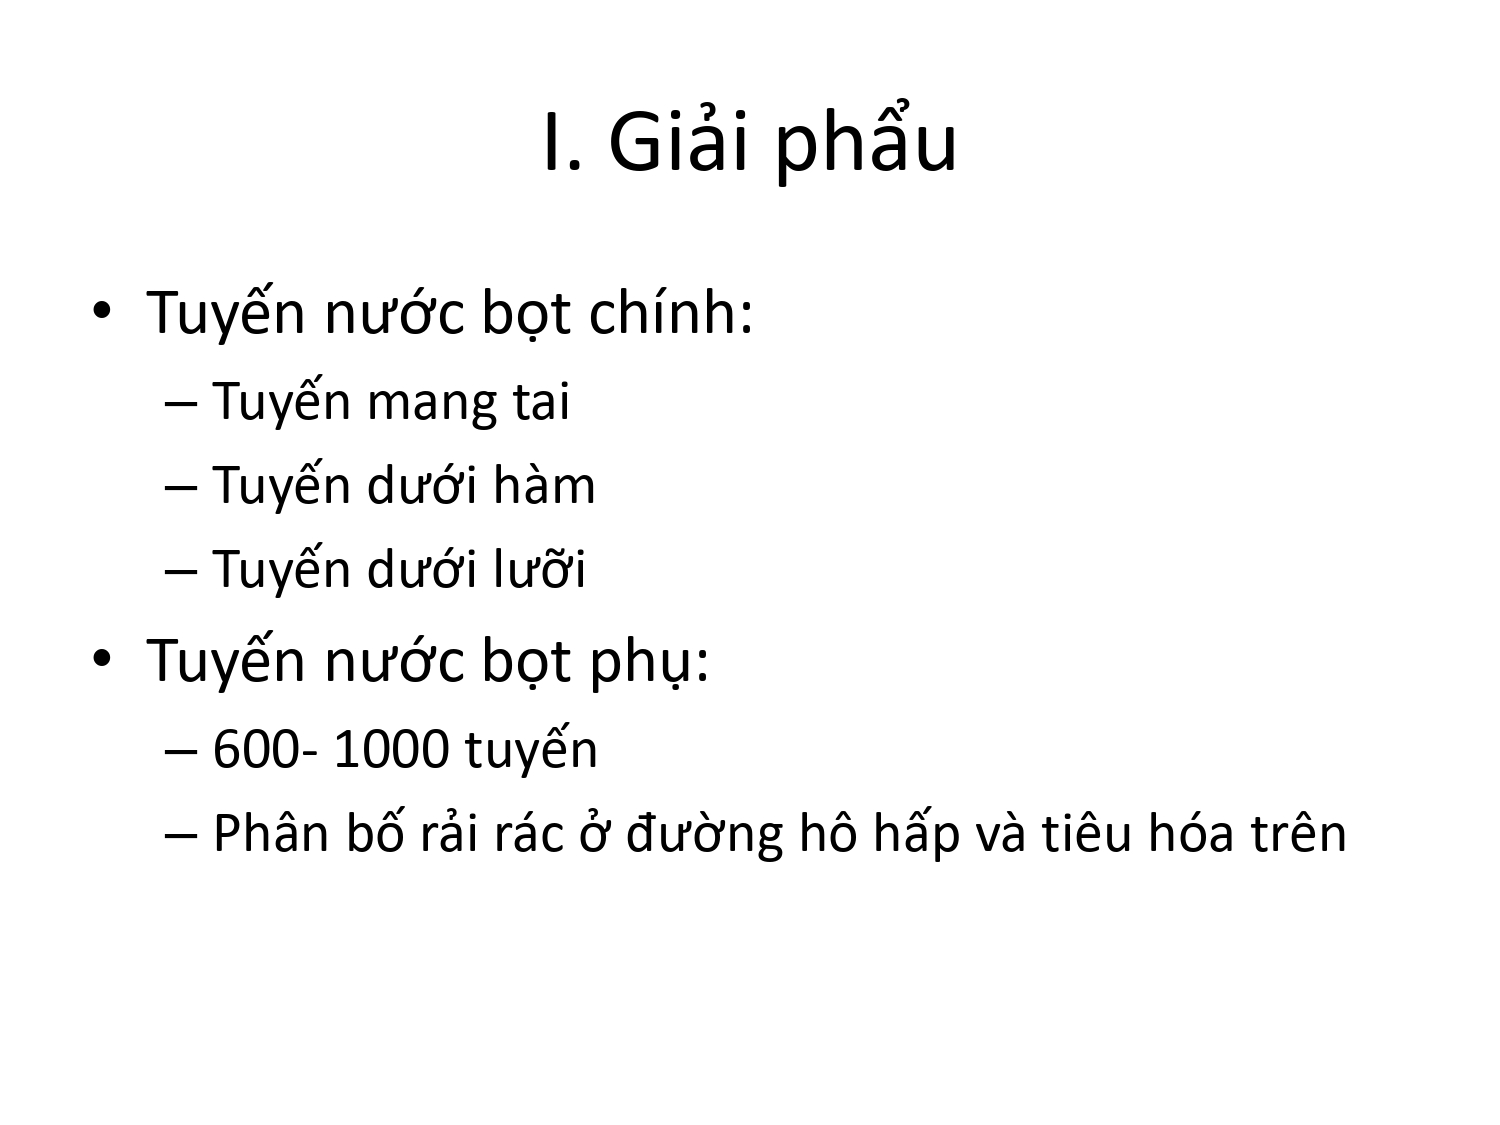 I. Giải phẩu
• Tuyến nước bọt chính:
– Tuyến mang tai
– Tuyến dưới hàm
– Tuyến dưới lưỡi
• Tuyến nước bọt phụ:
– 600- 1000 tuyến
– Phân bố rải rác ở đường hô hấp và tiêu hóa trên